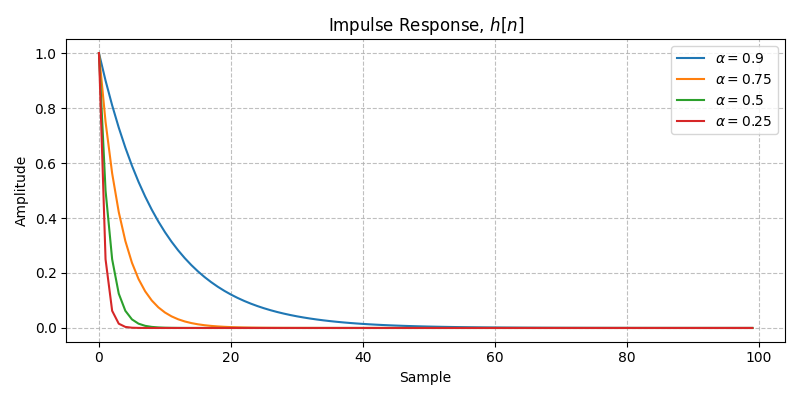 Impulse Response, h[n]
α = 0.9
α = 0.75
α = 0.5
α = 0.25
Amplitude
1.0
0.8
0.6
0.4
0.2
0.0
0 20 40 60 80 100
Sample